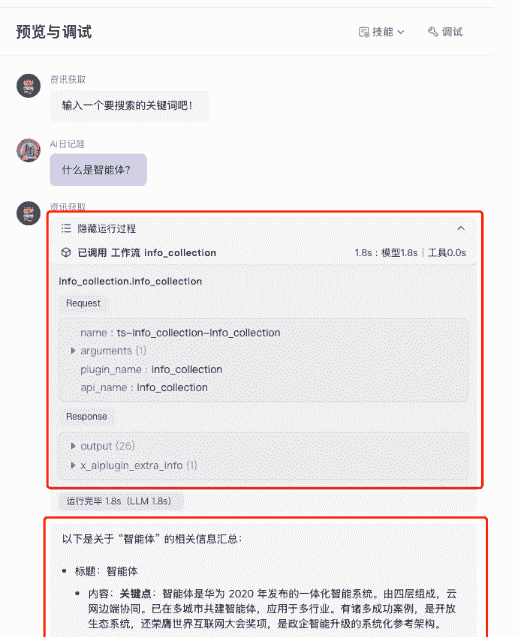 预览与调试
技能
调试
资讯获取
输入一个要搜索的关键词吧!
AI日记哇
什么是智能体?
资讯获取
隐藏运行过程
已调用 工作流 info_collection
1.8s : 模型1.8s | 工具0.0s
info_collection.info_collection
Request
name : ts-info_collection-info_collection
arguments {1}
plugin_name : info_collection
api_name : info_collection
Response
output {26}
x_aiplugin_extra_info {1}
运行完毕 1.8s (LLM 1.8s)
以下是关于“智能体”的相关信息汇总:
• 标题: 智能体
• 内容: 关键点: 智能体是华为 2020 年发布的一体化智能系统。由四层组成，云
网边端协同。已在多城市共建智能体，应用于多行业。有诸多成功案例，是开放
生态系统，还荣膺世界互联网大会奖项，是政企智能升级的系统化参考架构。